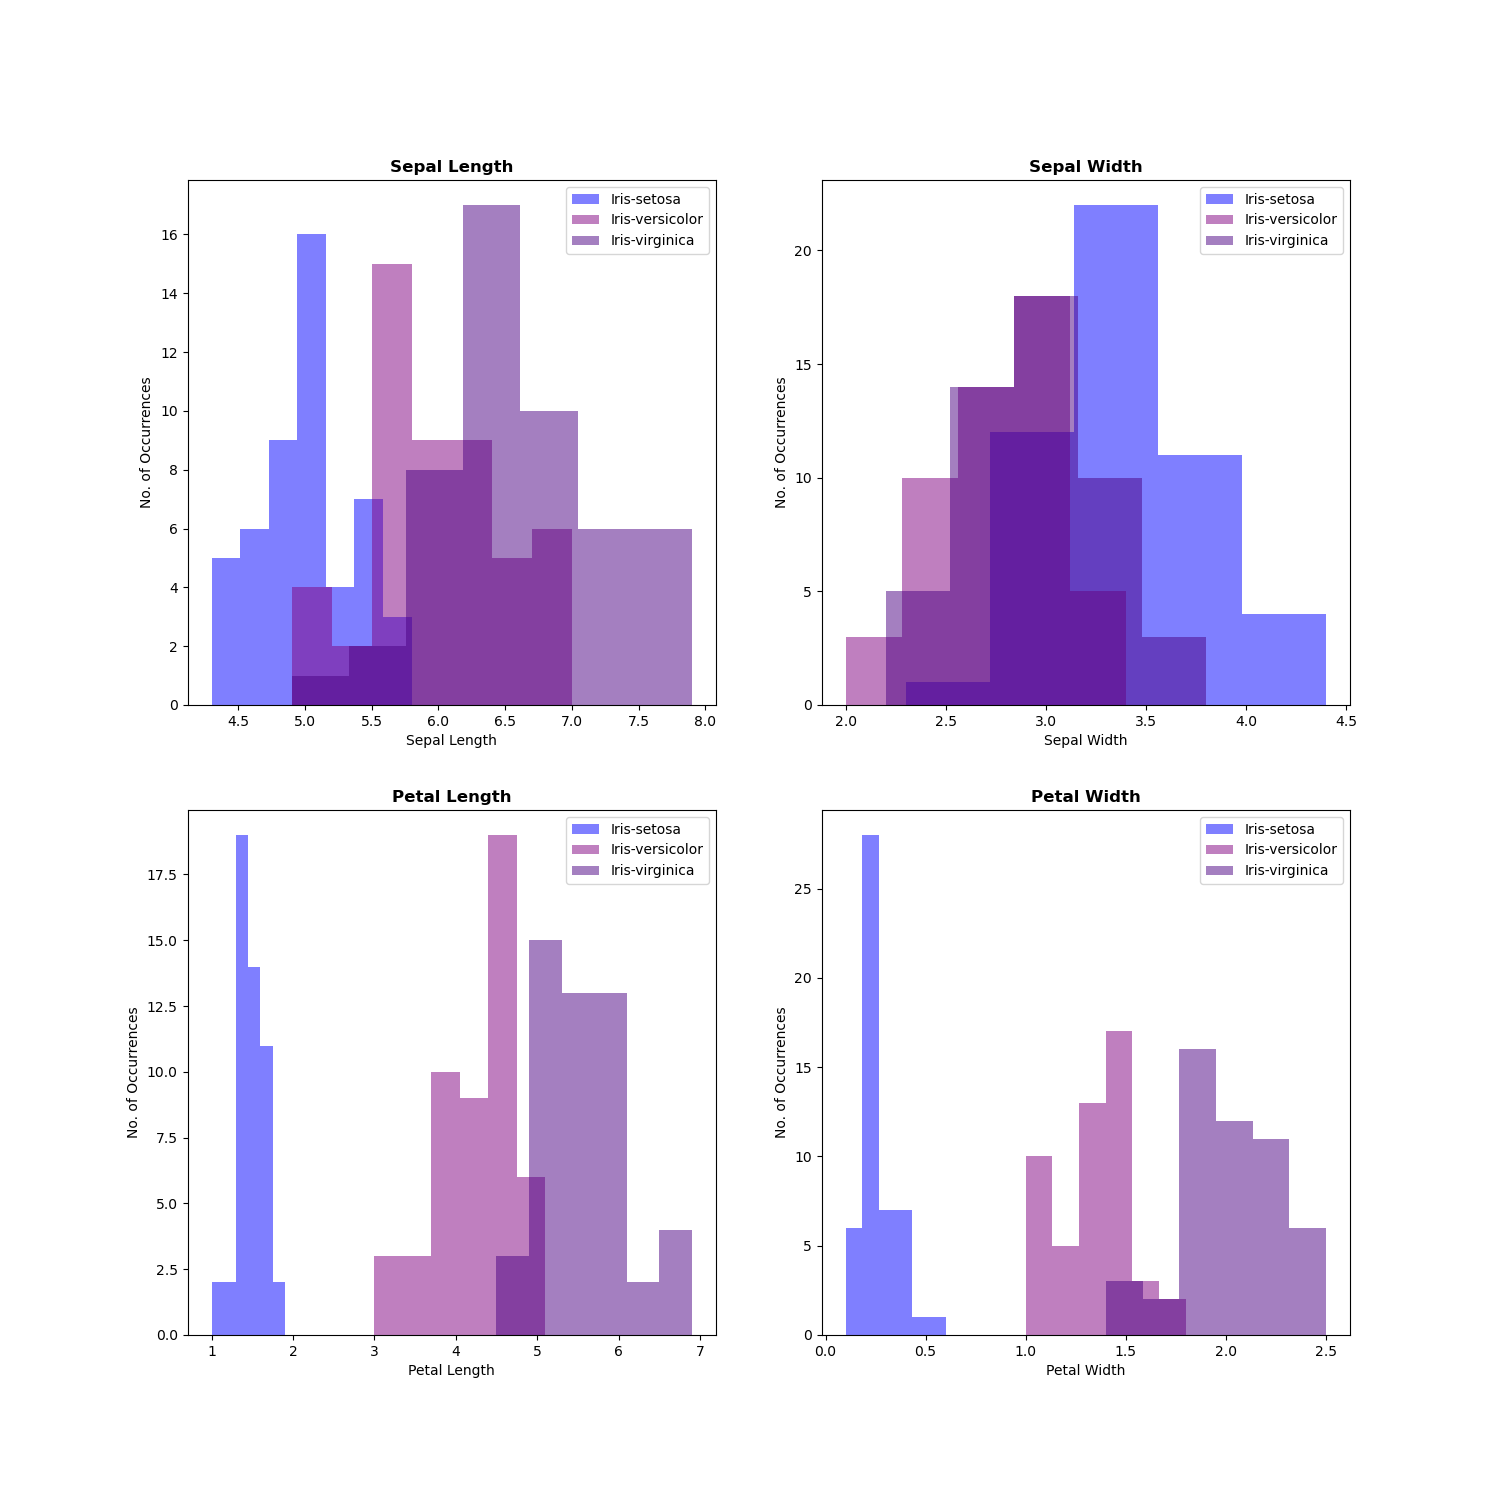 Sepal Length
Iris-setosa
Iris-versicolor
Iris-virginica
16
14
12
10
8
6
4
2
0
No. of Occurrences
4.5 5.0 5.5 6.0 6.5 7.0 7.5 8.0
Sepal Length
Sepal Width
Iris-setosa
Iris-versicolor
Iris-virginica
20
15
10
5
0
No. of Occurrences
2.0 2.5 3.0 3.5 4.0 4.5
Sepal Width
Petal Length
Iris-setosa
Iris-versicolor
Iris-virginica
17.5
15.0
12.5
10.0
7.5
5.0
2.5
0.0
No. of Occurrences
1 2 3 4 5 6 7
Petal Length
Petal Width
Iris-setosa
Iris-versicolor
Iris-virginica
25
20
15
10
5
0
No. of Occurrences
0.0 0.5 1.0 1.5 2.0 2.5
Petal Width